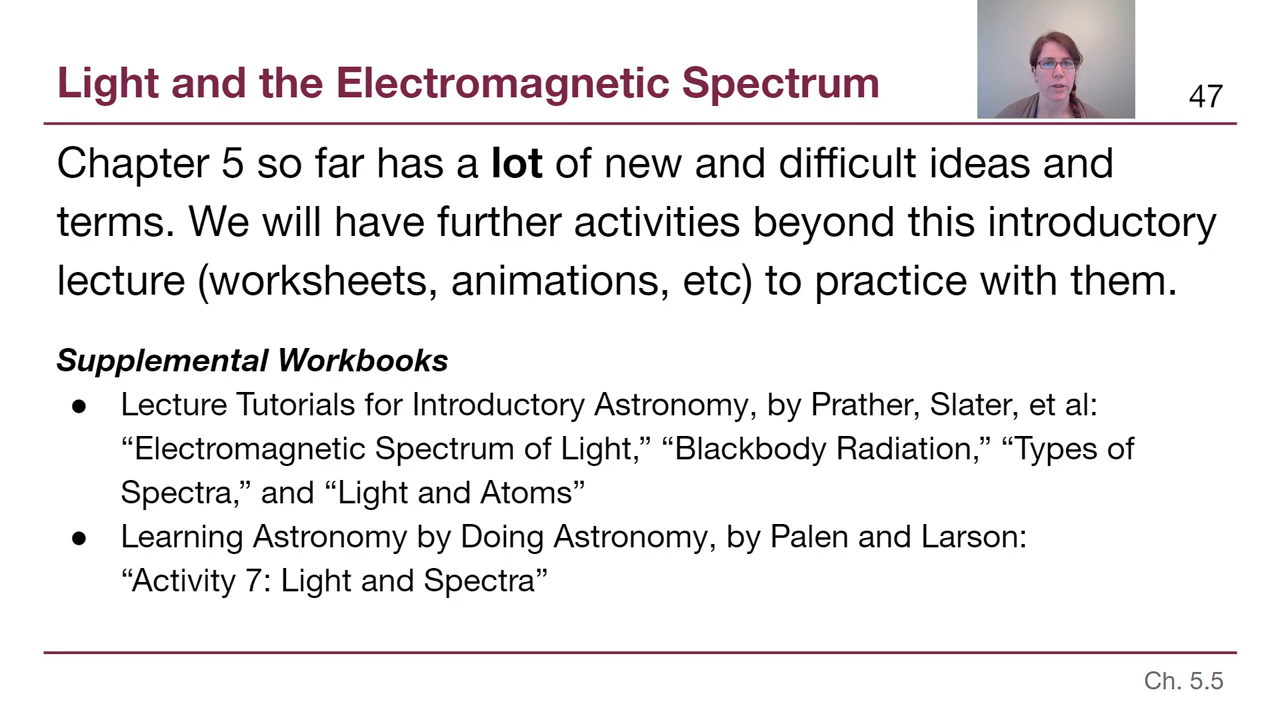 Light and the Electromagnetic Spectrum
47
Chapter 5 so far has a lot of new and difficult ideas and
terms. We will have further activities beyond this introductory
lecture (worksheets, animations, etc) to practice with them.
Supplemental Workbooks
● Lecture Tutorials for Introductory Astronomy, by Prather, Slater, et al:
“Electromagnetic Spectrum of Light,” “Blackbody Radiation,” “Types of
Spectra,” and “Light and Atoms”
● Learning Astronomy by Doing Astronomy, by Palen and Larson:
“Activity 7: Light and Spectra”
Ch. 5.5